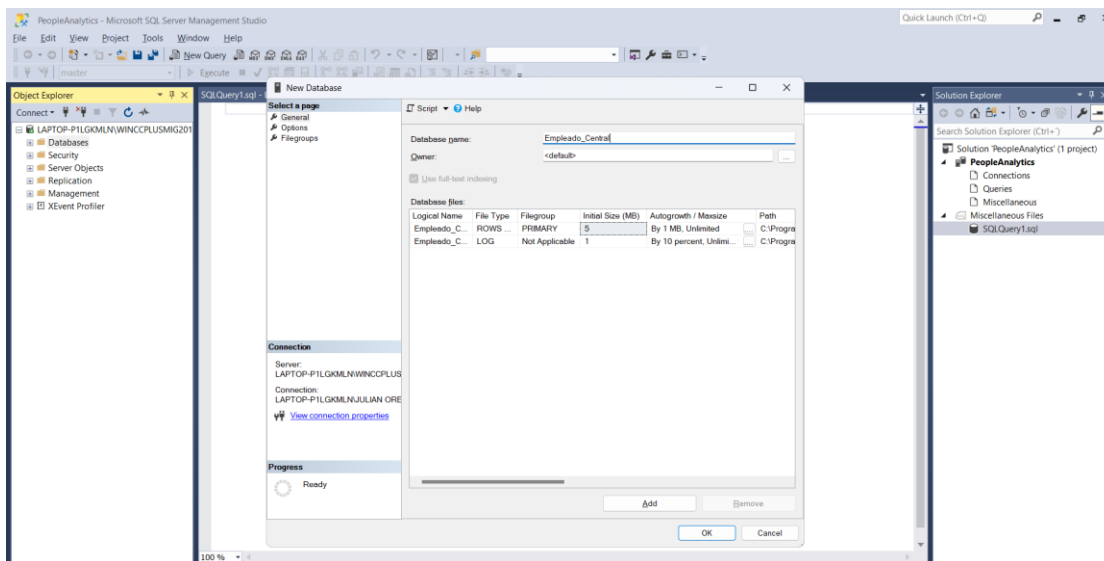 PeopleAnalytics - Microsoft SQL Server Management Studio
Quick Launch (Ctrl+Q)
File Edit View Project Tools Window Help
New Query
master
Execute
Object Explorer
Connect
LAPTOP-P1LGKMLN\WINCCPLUSMIG201
Databases
Security
Server Objects
Replication
Management
XEvent Profiler
SQLQuery1.sql -
100 %
New Database
Select a page
General
Options
Filegroups
Connection
Server:
LAPTOP-P1LGKMLN\WINCCPLUS
Connection:
LAPTOP-P1LGKMLN\JULIAN ORE
View connection properties
Progress
Ready
Script Help
Database name: Empleado_Central
Owner: <default> ...
Use full-text indexing
Database files:
Logical Name File Type Filegroup Initial Size (MB) Autogrowth / Maxsize Path
Empleado_C... ROWS ... PRIMARY 5 By 1 MB, Unlimited ... C:\Progra
Empleado_C... LOG Not Applicable 1 By 10 percent, Unlimi... ... C:\Progra
Add Remove
OK Cancel
Solution Explorer
Search Solution Explorer (Ctrl+')
Solution 'PeopleAnalytics' (1 project)
PeopleAnalytics
Connections
Queries
Miscellaneous
Miscellaneous Files
SQLQuery1.sql